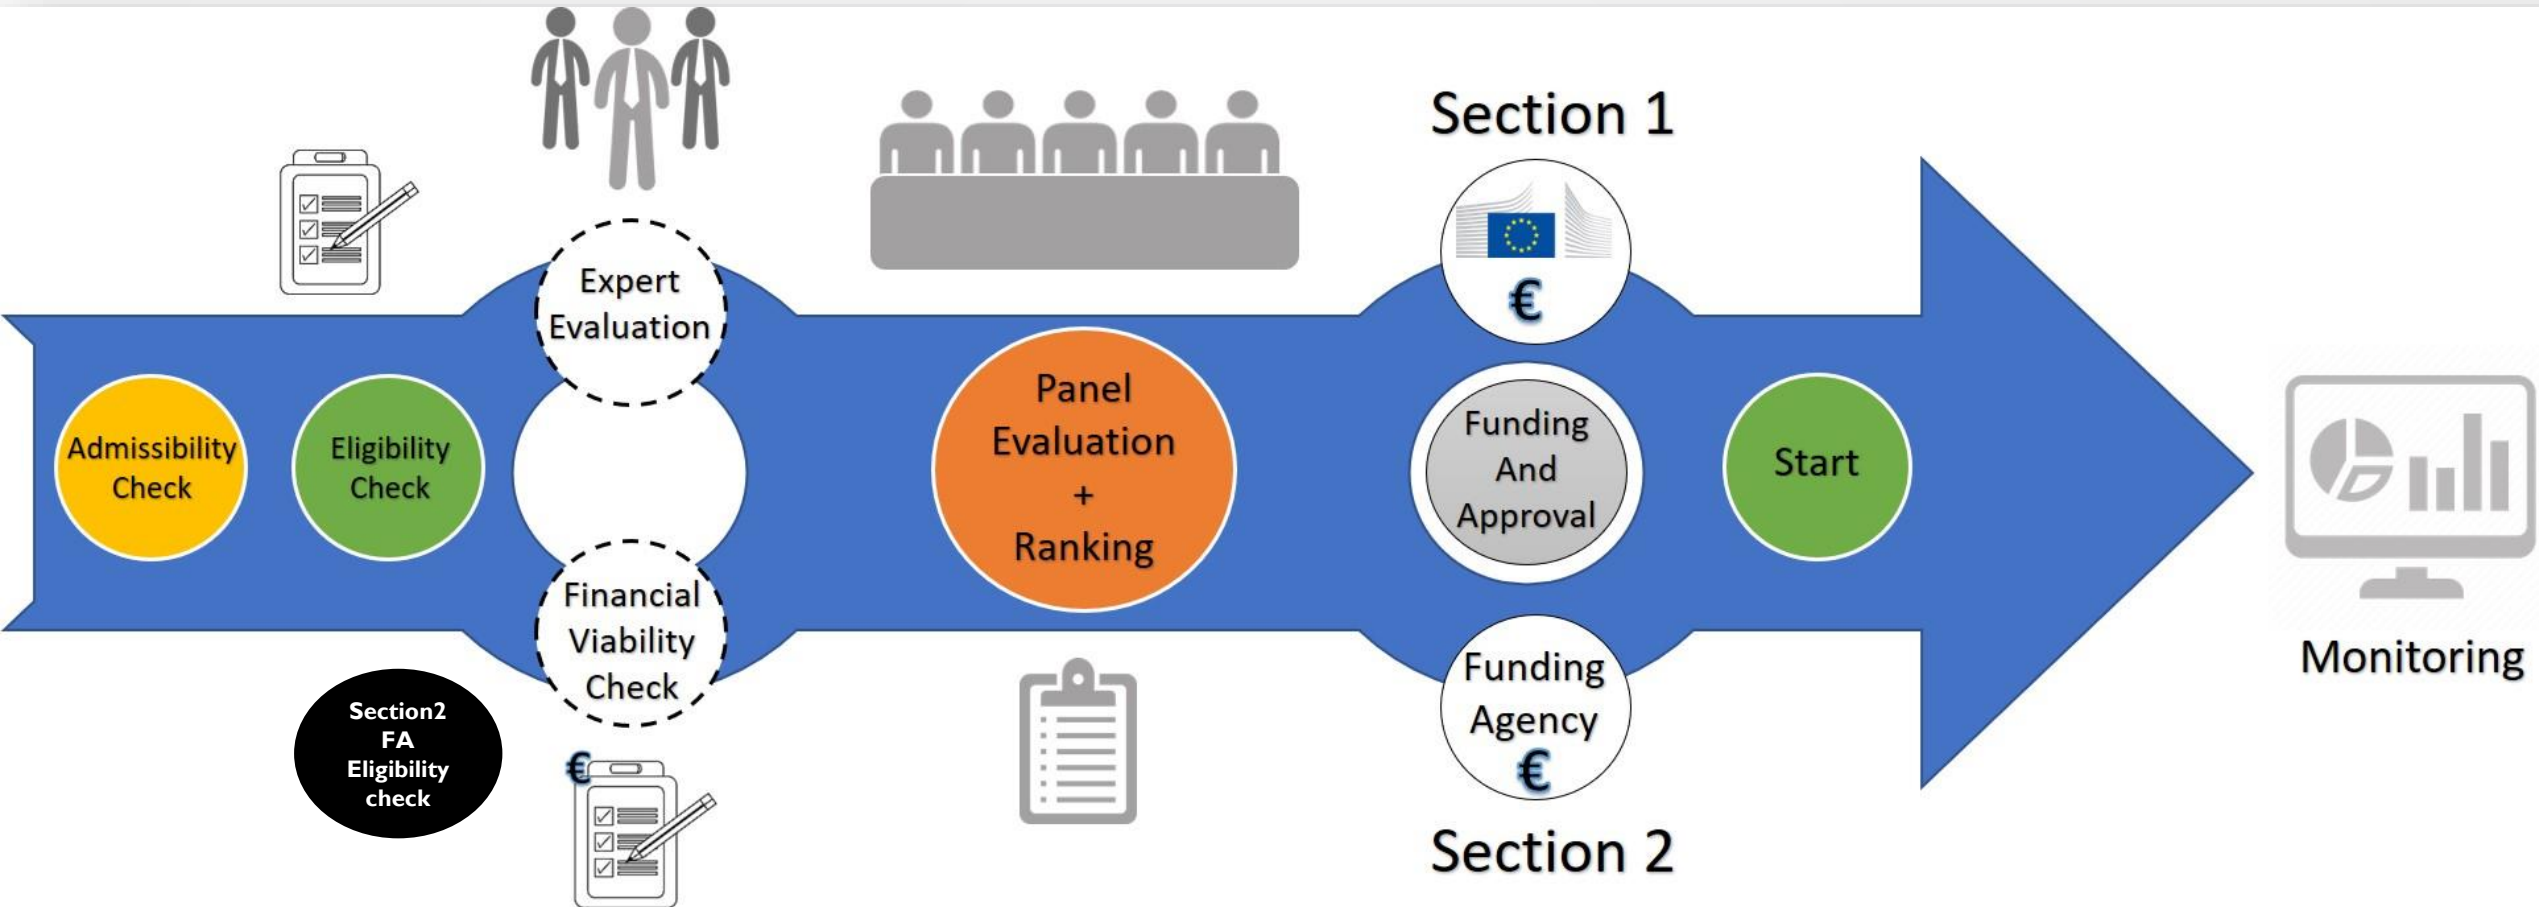 Admissibility
Check
Eligibility
Check
Section2
FA
Eligibility
check
Expert
Evaluation
Financial
Viability
Check
€
Panel
Evaluation
+
Ranking
Section 1
€
Funding
And
Approval
Funding
Agency
€
Section 2
Start
Monitoring